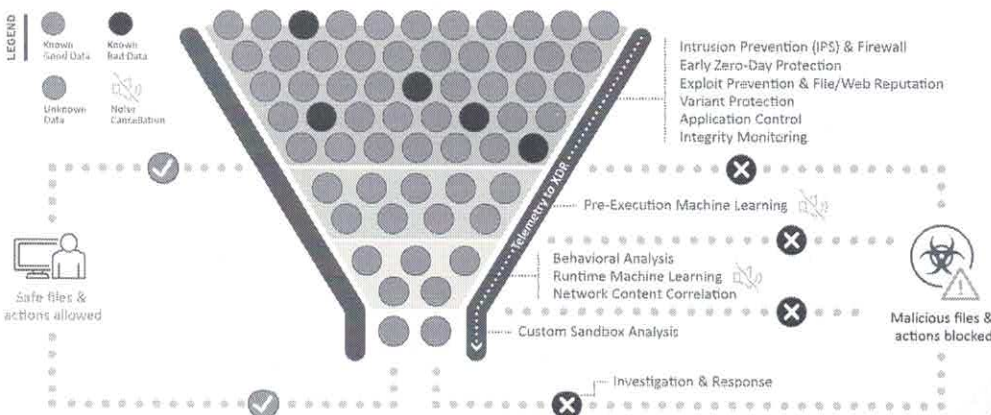 LEGEND
Known
Good Data
Known
Bad Data
Unknown
Data
Noise
Cancellation
Intrusion Prevention (IPS) & Firewall
Early Zero-Day Protection
Exploit Prevention & File/Web Reputation
Variant Protection
Application Control
Integrity Monitoring
Telemetry to XDR
Pre-Execution Machine Learning
Behavioral Analysis
Runtime Machine Learning
Network Content Correlation
Safe files &
actions allowed
Malicious files &
actions blocked
Custom Sandbox Analysis
Investigation & Response